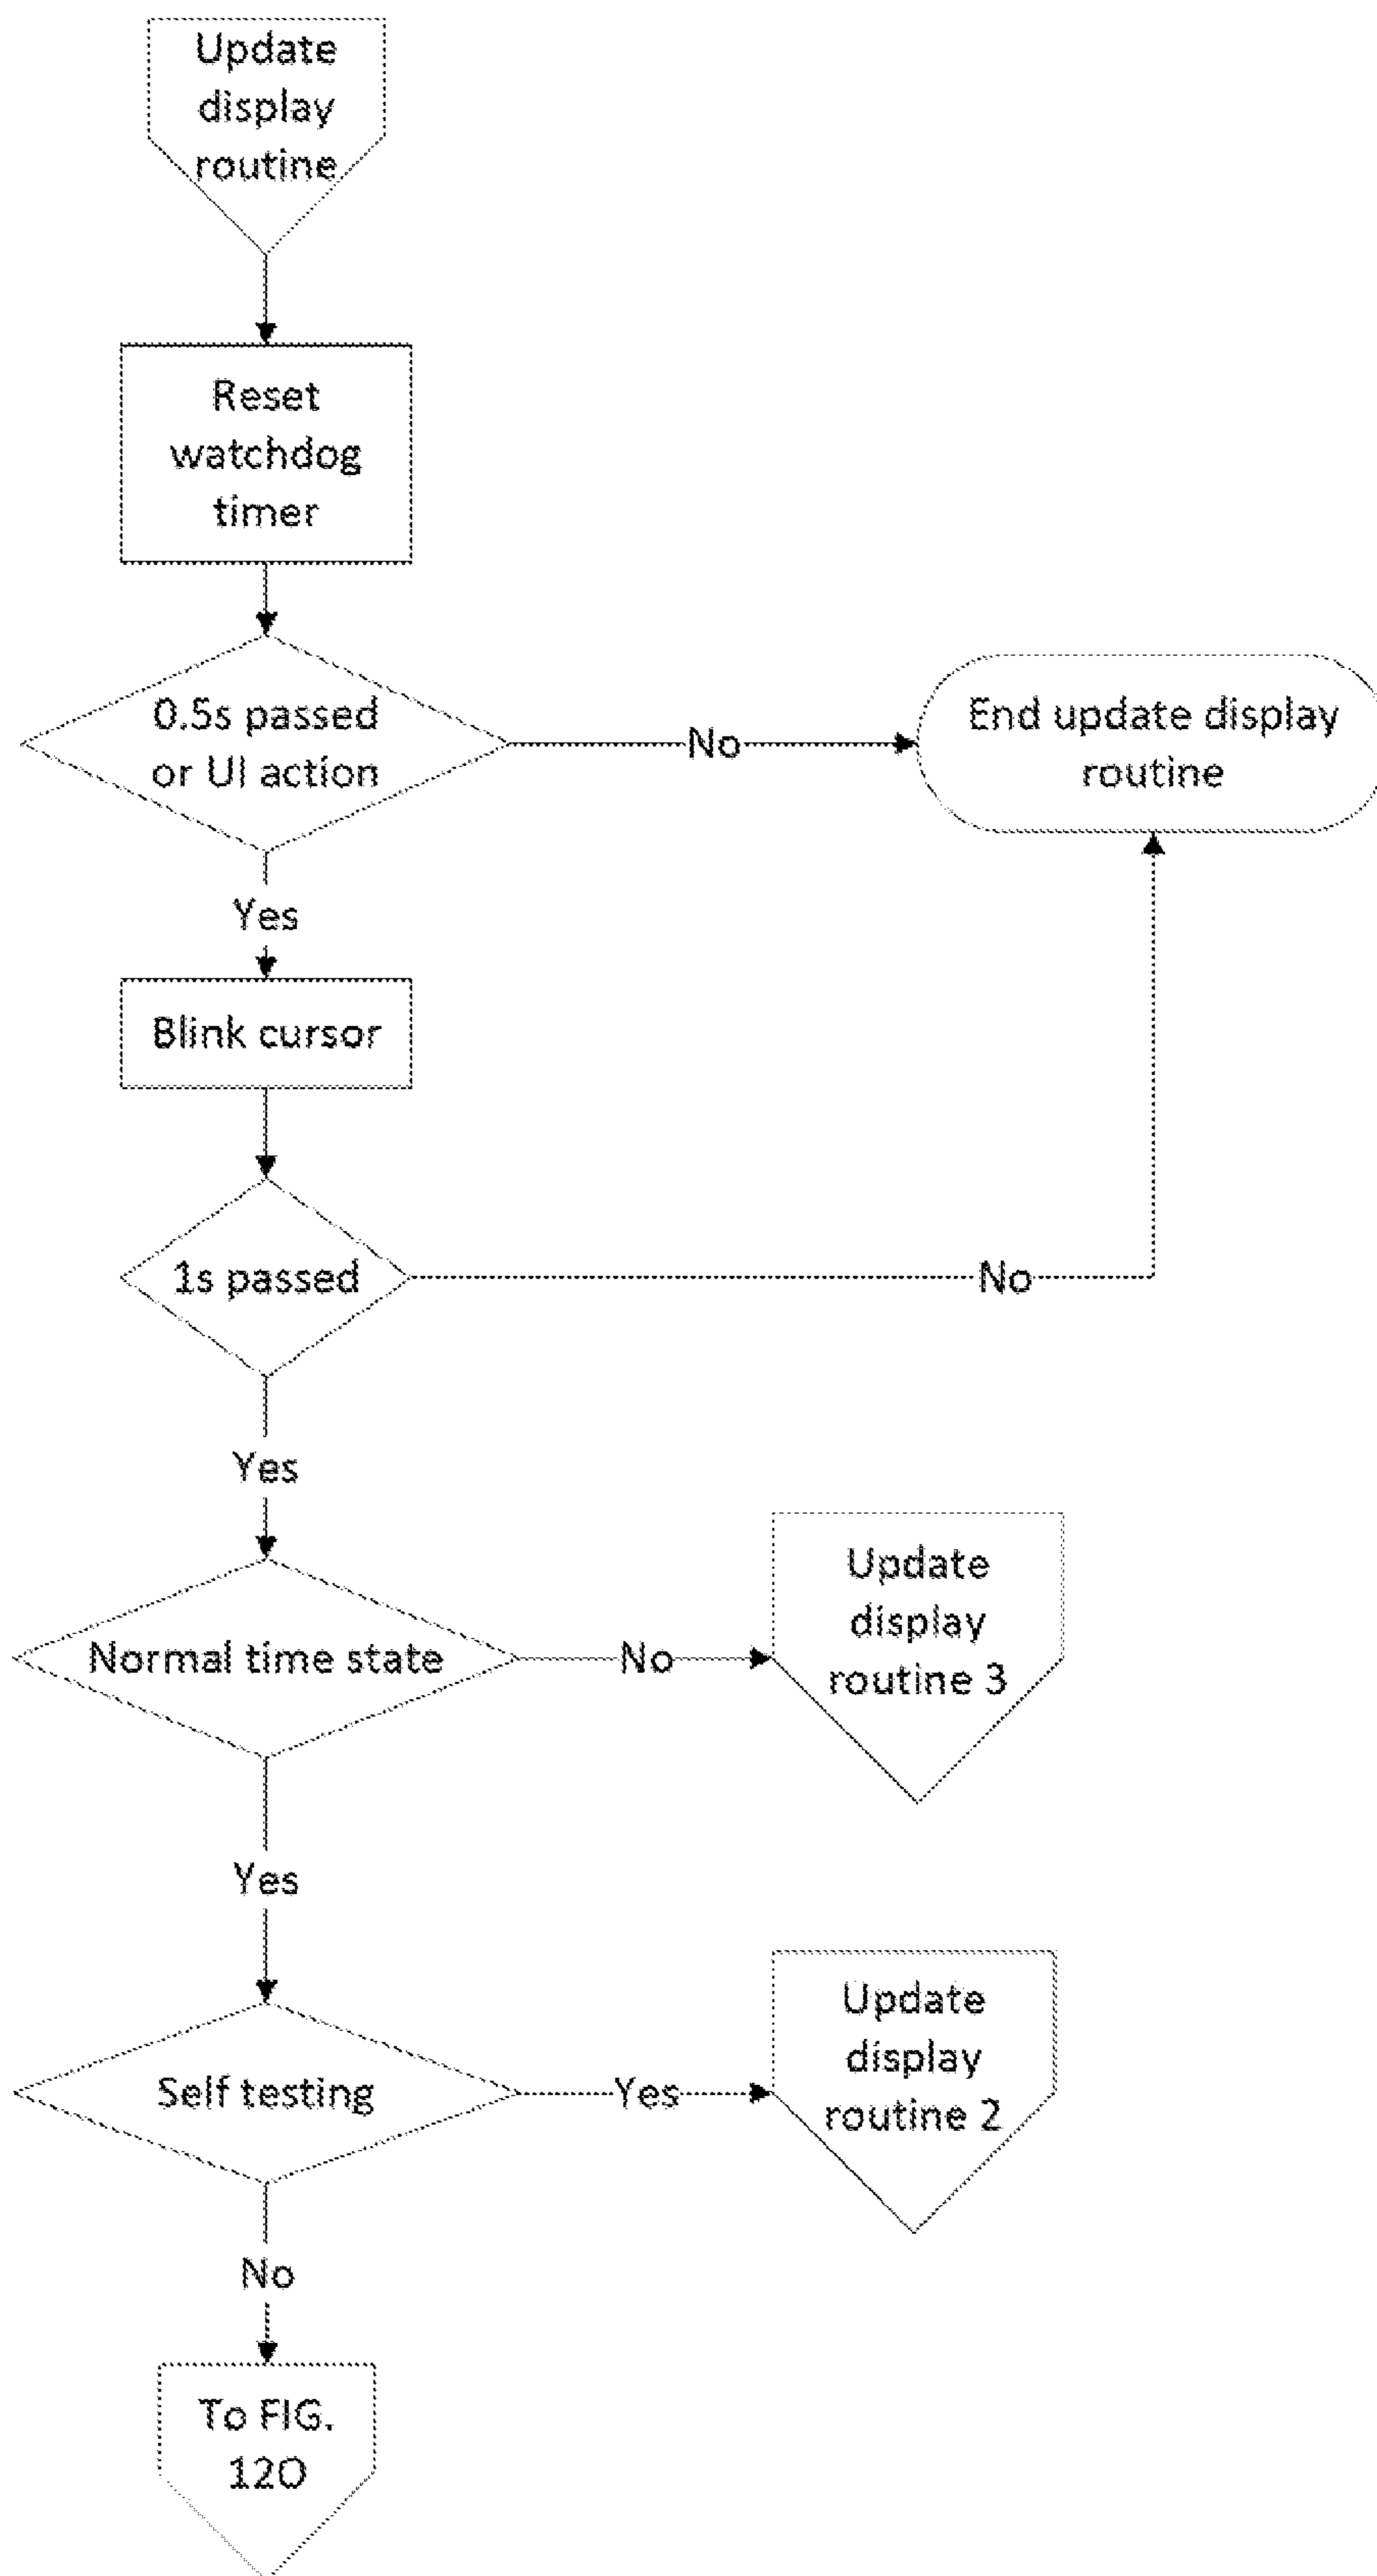 Update
display
routine
Reset
watchdog
timer
0.5s passed
or UI action
No
End update display
routine
Yes
Blink cursor
1s passed
No
Yes
Normal time state
No
Update
display
routine 3
Yes
Self testing
Yes
Update
display
routine 2
No
To FIG.
12O